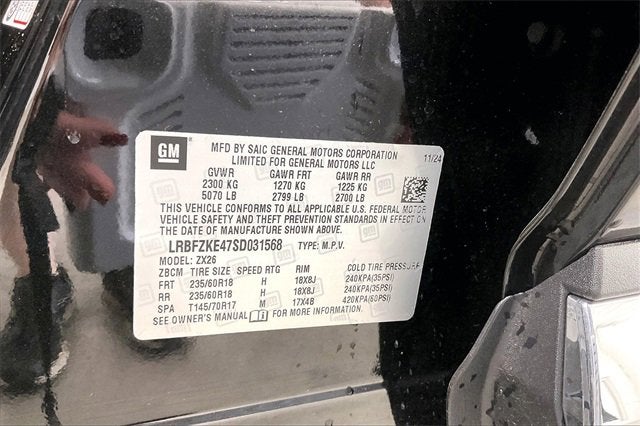 GM
MFD BY SAIC GENERAL MOTORS CORPORATION
LIMITED FOR GENERAL MOTORS LLC
11/24
GVWR GAWR FRT GAWR RR
2300 KG 1270 KG 1225 KG
5070 LB 2799 LB 2700 LB
THIS VEHICLE CONFORMS TO ALL APPLICABLE U.S. FEDERAL MOTOR
VEHICLE SAFETY AND THEFT PREVENTION STANDARDS IN EFFECT ON
THE DATE OF MANUFACTURE SHOWN ABOVE.
LRBFZKE47SD031568 TYPE: M.P.V.
MODEL: ZX26
ZBCM TIRE SIZE SPEED RTG RIM COLD TIRE PRESSURE
FRT 235/60R18 H 18X8J 240KPA(35PSI)
RR 235/60R18 H 18X8J 240KPA(35PSI)
SPA T145/70R17 M 17X4B 420KPA(60PSI)
SEE OWNER'S MANUAL FOR MORE INFORMATION.